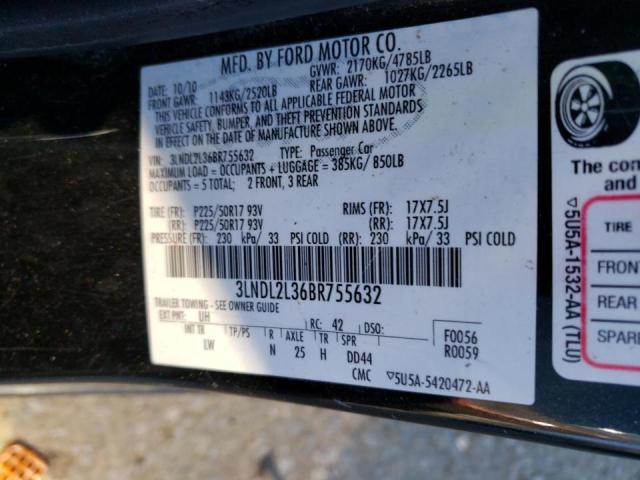 MFD. BY FORD MOTOR CO.
DATE: 10/10 GVWR: 2170KG/4785LB
FRONT GAWR: 1143KG/2520LB REAR GAWR: 1027KG/2265LB
THIS VEHICLE CONFORMS TO ALL APPLICABLE FEDERAL MOTOR
VEHICLE SAFETY, BUMPER, AND THEFT PREVENTION STANDARDS
IN EFFECT ON THE DATE OF MANUFACTURE SHOWN ABOVE.
VIN: 3LNDL2L36BR755632 TYPE: Passenger Car
MAXIMUM LOAD = OCCUPANTS + LUGGAGE = 385KG/850LB
OCCUPANTS = 5 TOTAL; 2 FRONT, 3 REAR
TIRE (FR): P225/50R17 93V RIMS (FR): 17X7.5J
(RR): P225/50R17 93V (RR): 17X7.5J
PRESSURE (FR): 230 kPa/ 33 PSI COLD (RR): 230 kPa/ 33 PSI COLD
3LNDL2L36BR755632
TRAILER TOWING - SEE OWNER GUIDE
EXT PNT: UH RC: 42 DSO:
INT TR TP/PS R AXLE TR SPR F0056
LW N 25 H DD44 R0059
CMC ▽5U5A-5420472-AA
The con
and
TIRE
FRON
REAR
SPARE
▽5U5A-1532-AA (TL0)